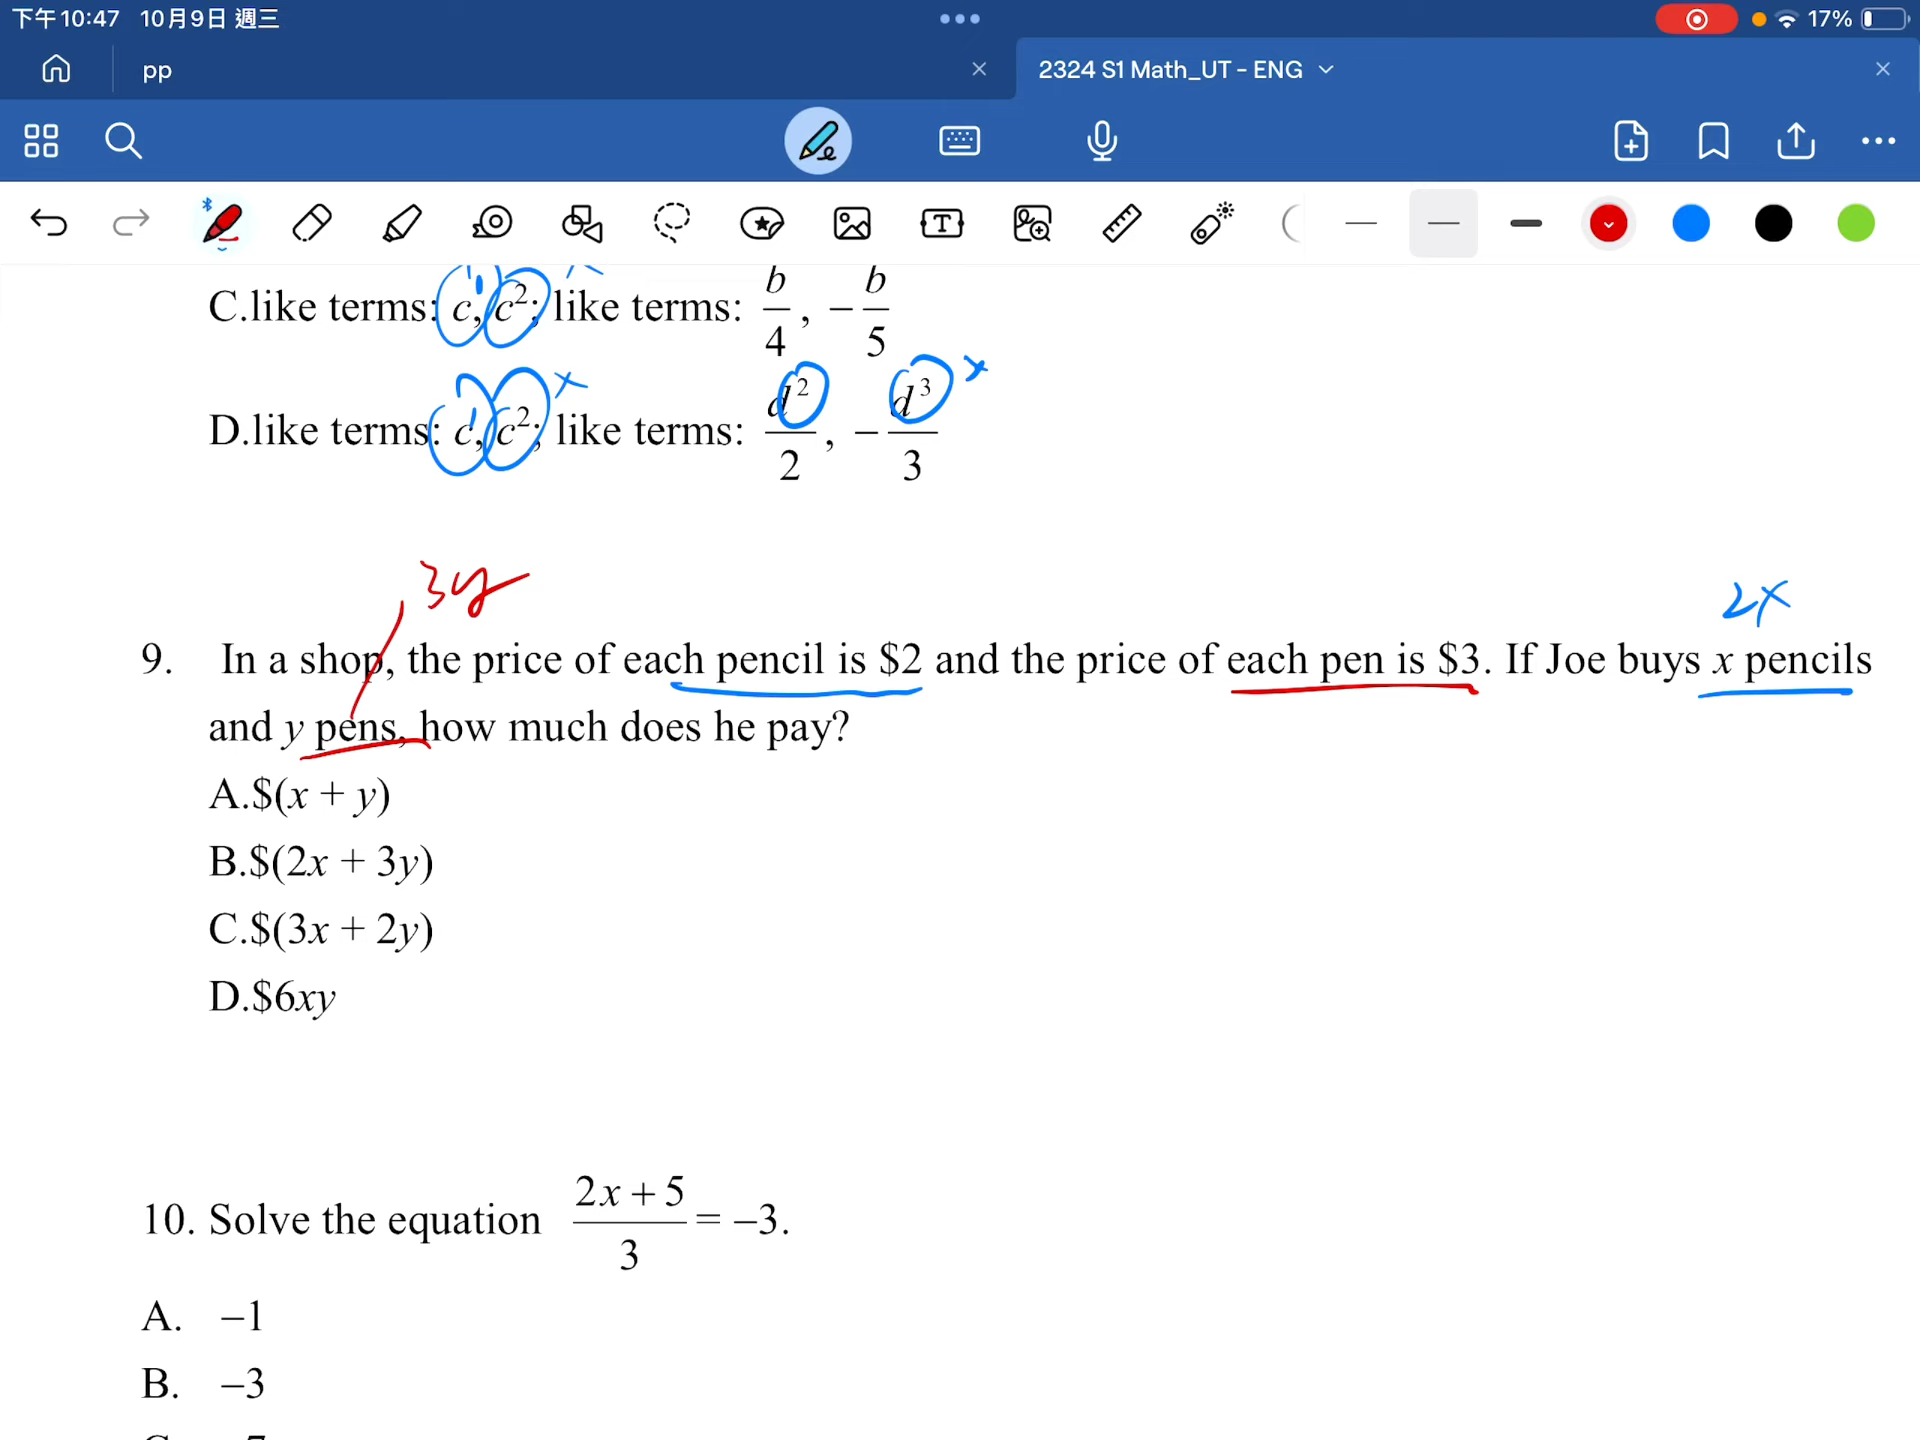 下午10:47 10月9日 週三
17%
pp
2324 S1 Math_UT - ENG
C.like terms: c, c²; like terms: b/4, −b/5
D.like terms: c, c²; like terms: d²/2, −d³/3
3y
2x
9. In a shop, the price of each pencil is $2 and the price of each pen is $3. If Joe buys x pencils
and y pens, how much does he pay?
A.$(x + y)
B.$(2x + 3y)
C.$(3x + 2y)
D.$6xy
10. Solve the equation (2x + 5)/3 = −3.
A. −1
B. −3